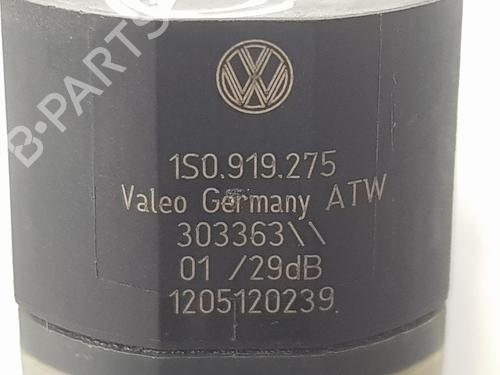 B-PARTS
1S0.919.275
Valeo Germany ATW
303363\\
01 /29dB
1205120239